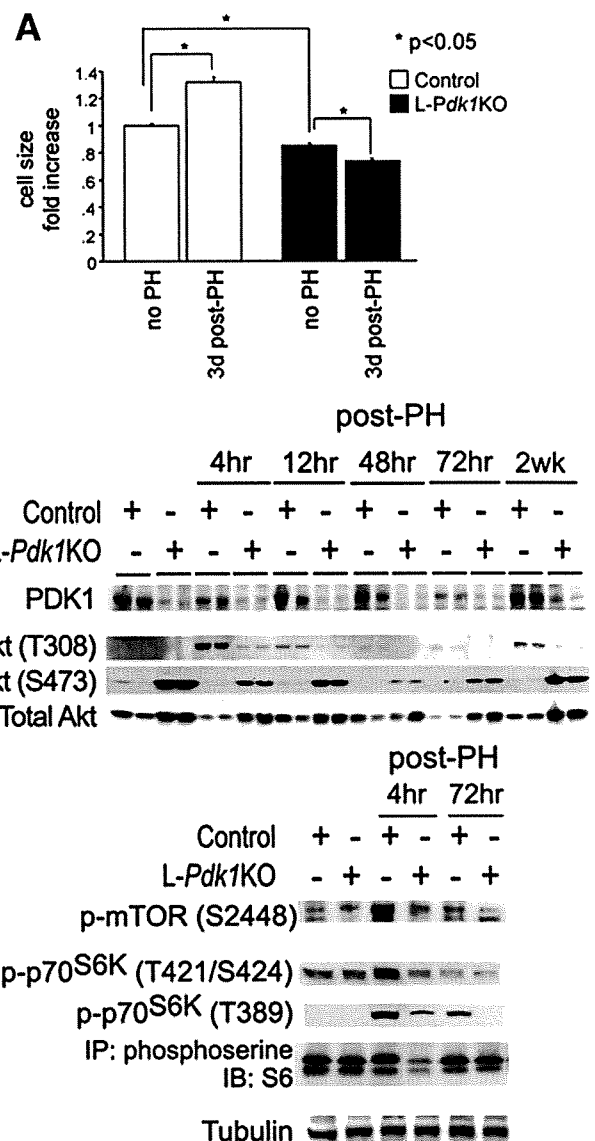 A
* p<0.05
Control
L-Pdk1KO
cell size
fold increase
1.4
1.2
1
.8
.6
.4
.2
0
*
*
*
no PH
3d post-PH
no PH
3d post-PH
post-PH
4hr 12hr 48hr 72hr 2wk
Control + - + - + - + - + - + -
L-Pdk1KO - + - + - + - + - + - +
PDK1
kt (T308)
kt (S473)
Total Akt
post-PH
4hr 72hr
Control + - + - + -
L-Pdk1KO - + - + - +
p-mTOR (S2448)
p-p70S6K (T421/S424)
p-p70S6K (T389)
IP: phosphoserine
IB: S6
Tubulin